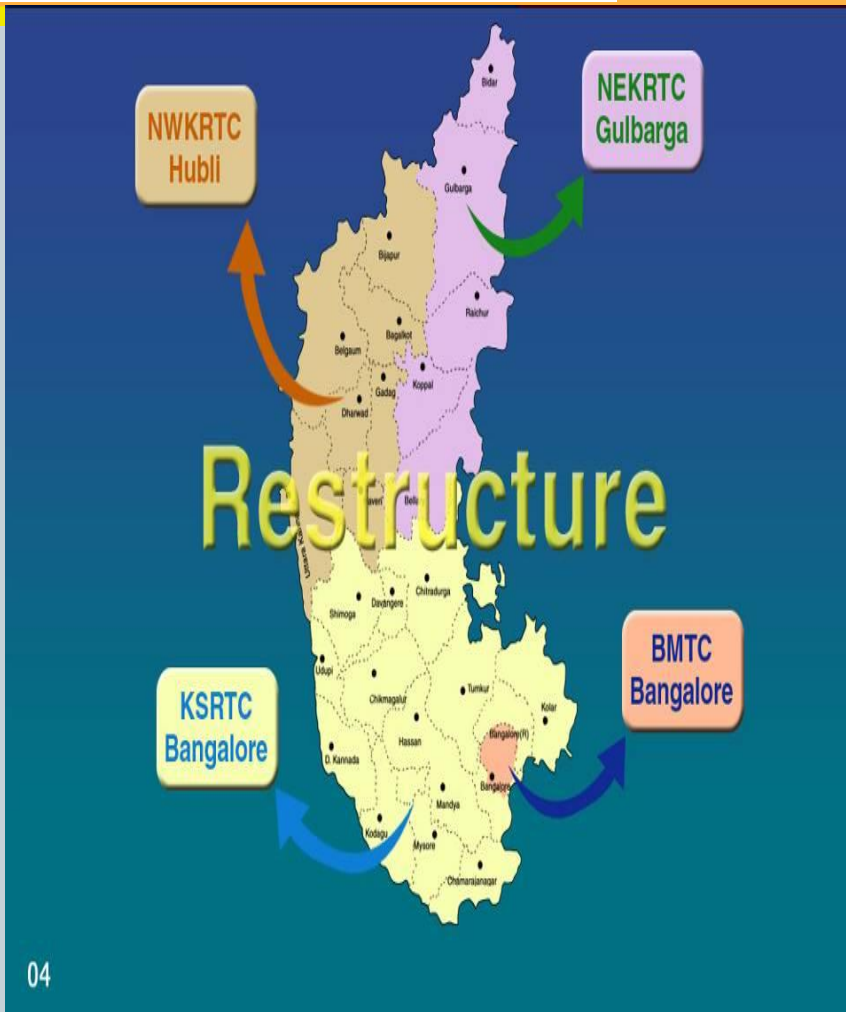 Bidar
NEKRTC
Gulbarga
NWKRTC
Hubli
Gulbarga
Bijapur
Raichur
Bagalkot
Belgaum
Koppal
Gadag
Dharwad
Restructure
Chitradurga
Davangere
Shimoga
BMTC
Bangalore
Udupi
Tumkur
Chikmagalur
KSRTC
Bangalore
Kolar
Hassan
Bangalore(R)
D. Kannada
Bangalore
Mandya
Kodagu
Mysore
Chamarajanagar
04